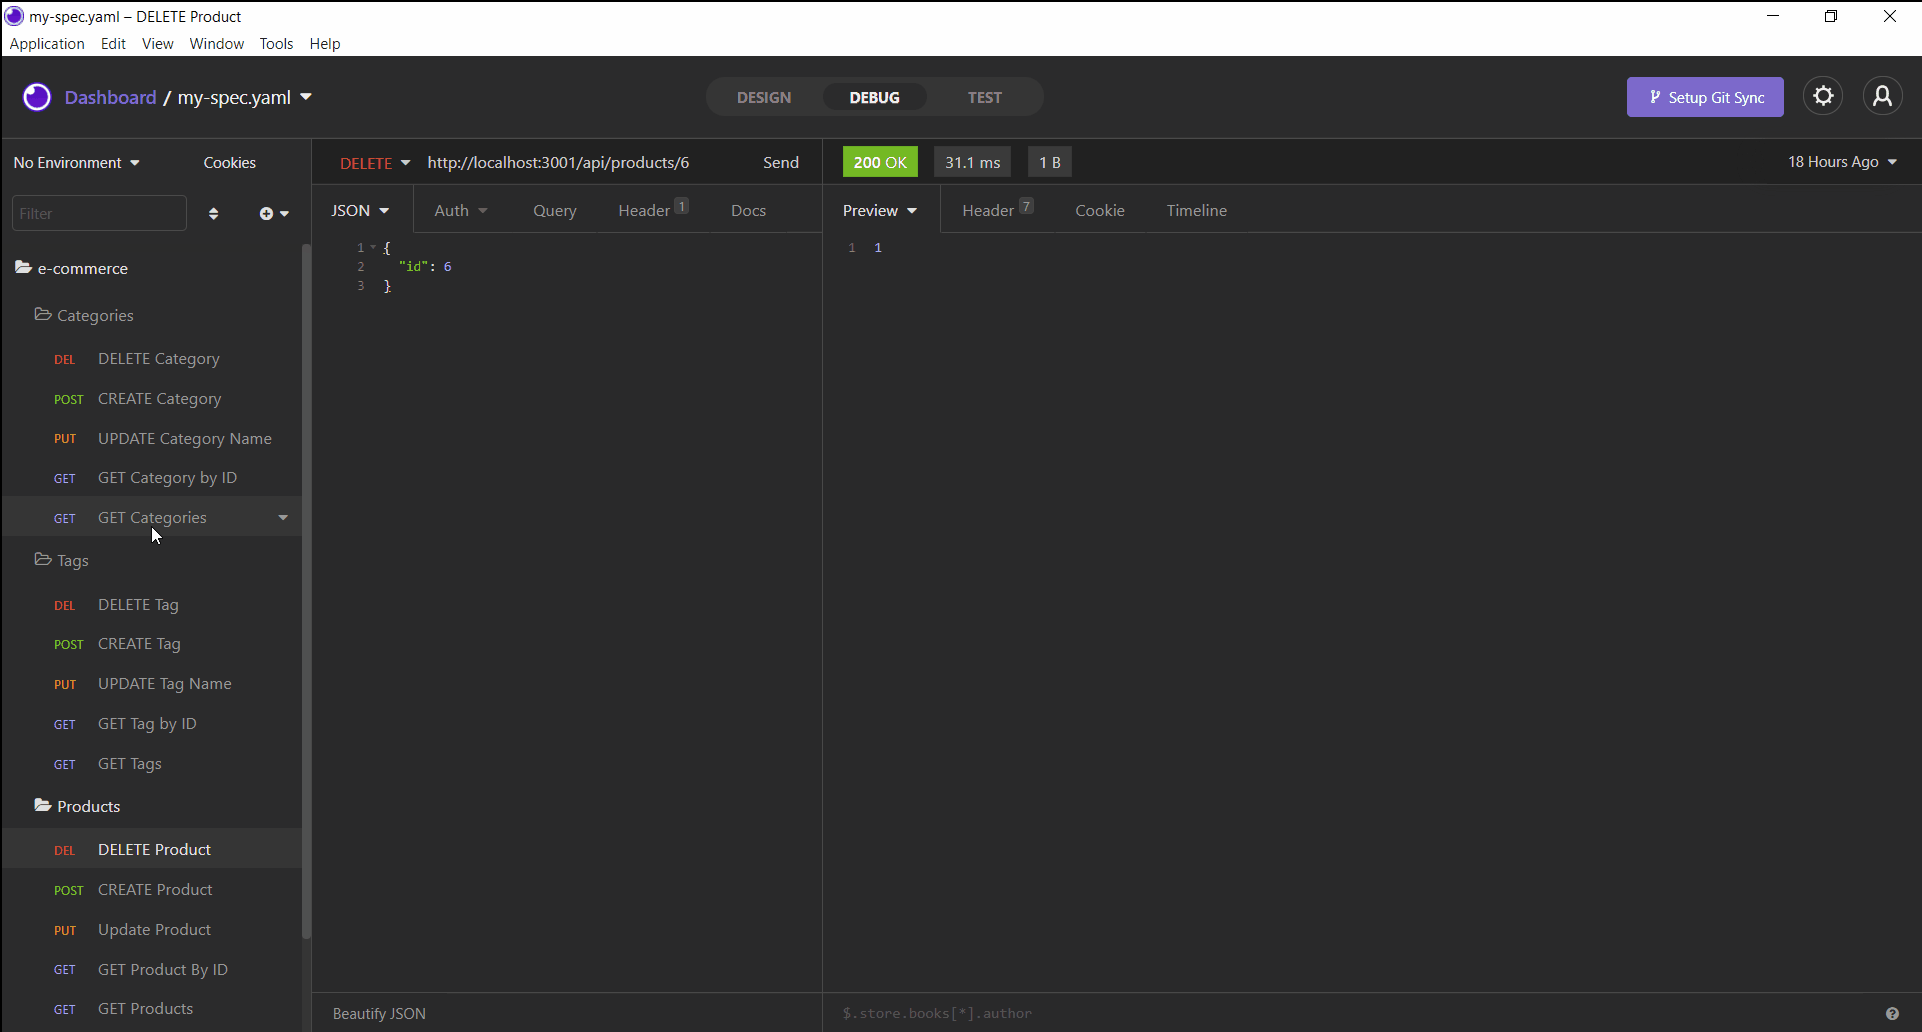 my-spec.yaml – DELETE Product
Application Edit View Window Tools Help
Dashboard / my-spec.yaml
DESIGN DEBUG TEST
Setup Git Sync
No Environment Cookies
Filter
e-commerce
Categories
DEL DELETE Category
POST CREATE Category
PUT UPDATE Category Name
GET GET Category by ID
GET GET Categories
Tags
DEL DELETE Tag
POST CREATE Tag
PUT UPDATE Tag Name
GET GET Tag by ID
GET GET Tags
Products
DEL DELETE Product
POST CREATE Product
PUT Update Product
GET GET Product By ID
GET GET Products
DELETE http://localhost:3001/api/products/6 Send
JSON Auth Query Header 1 Docs
1 {
2 "id": 6
3 }
Beautify JSON
200 OK 31.1 ms 1 B 18 Hours Ago
Preview Header 7 Cookie Timeline
1 1
$.store.books[*].author